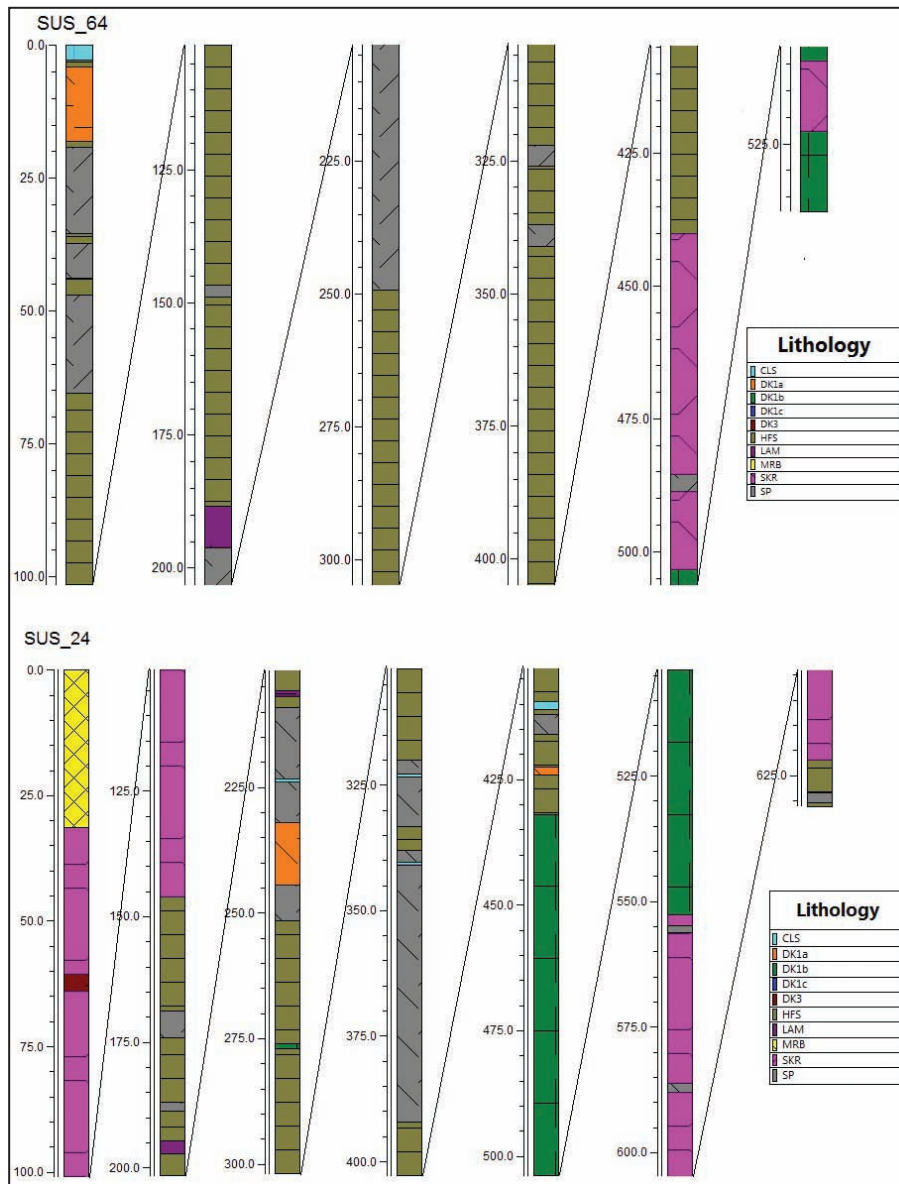 SUS_64
0.0
25.0
50.0
75.0
100.0
125.0
150.0
175.0
200.0
225.0
250.0
275.0
300.0
325.0
350.0
375.0
400.0
425.0
450.0
475.0
500.0
525.0
Lithology
CLS
DK1a
DK1b
DK1c
DK3
HFS
LAM
MRB
SKR
SP
SUS_24
0.0
25.0
50.0
75.0
100.0
125.0
150.0
175.0
200.0
225.0
250.0
275.0
300.0
325.0
350.0
375.0
400.0
425.0
450.0
475.0
500.0
525.0
550.0
575.0
600.0
625.0
Lithology
CLS
DK1a
DK1b
DK1c
DK3
HFS
LAM
MRB
SKR
SP